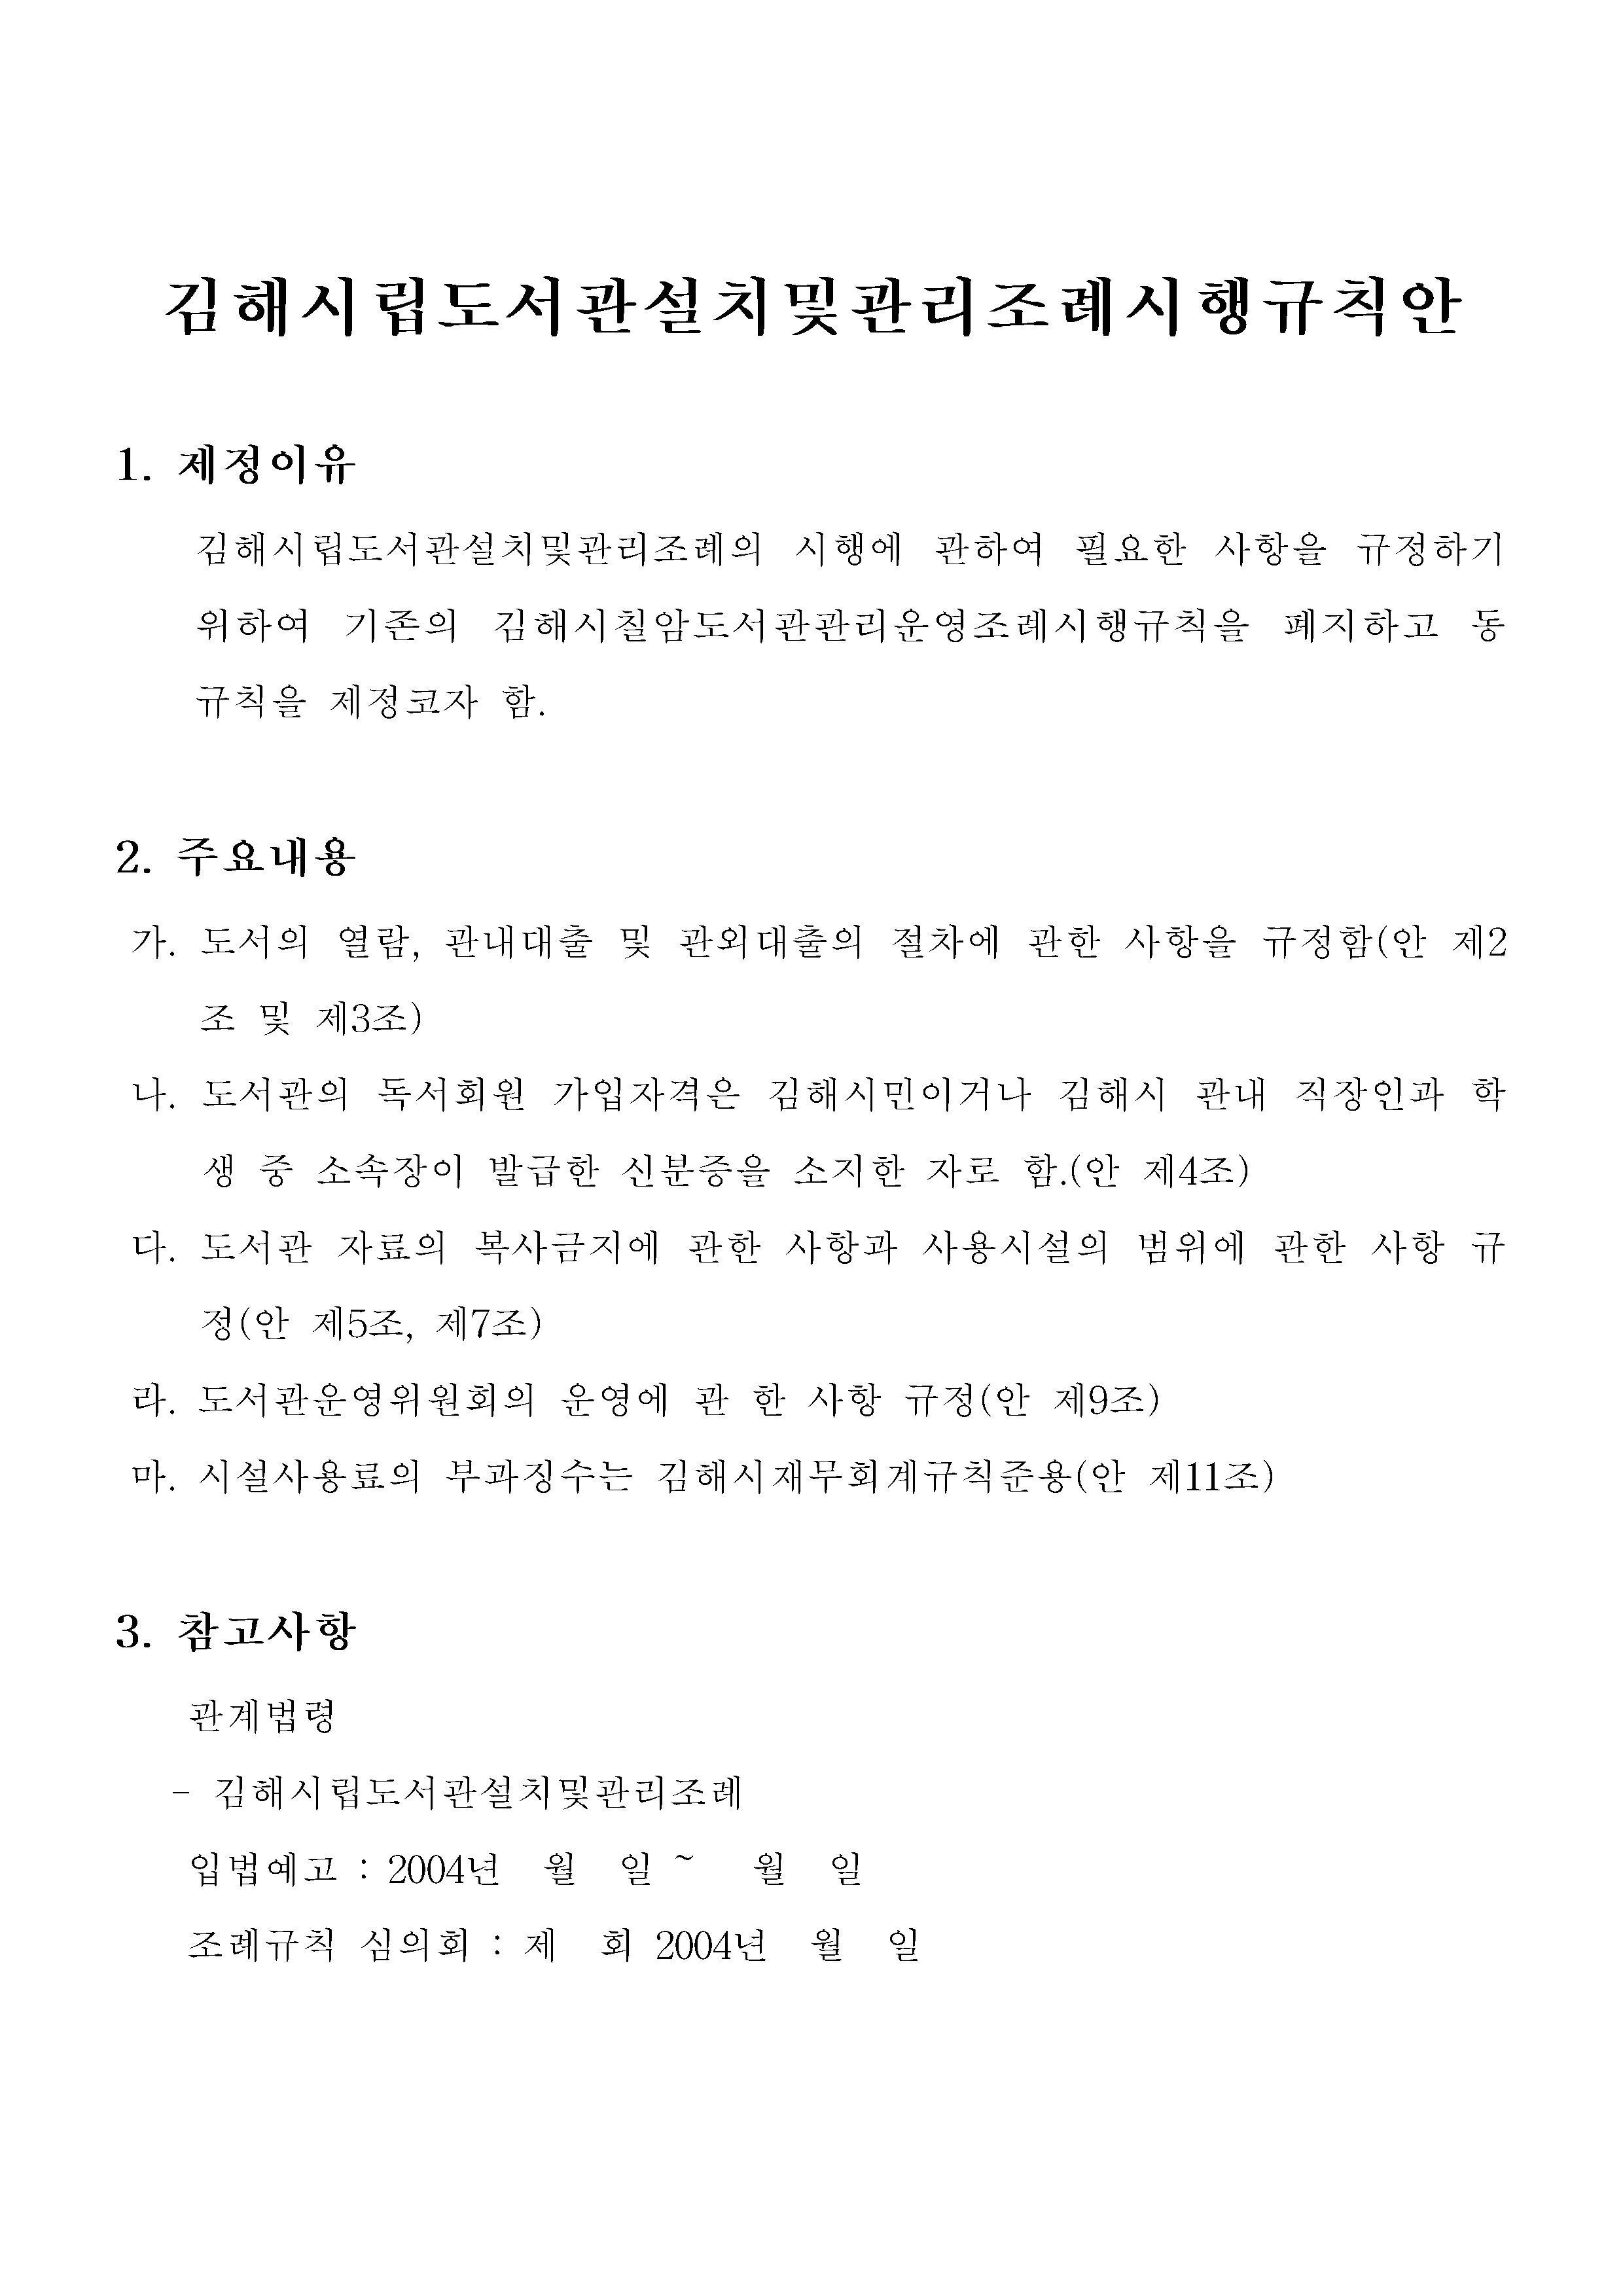 김해시립도서관설치및관리조례시행규칙안
1. 제정이유
김해시립도서관설치및관리조례의 시행에 관하여 필요한 사항을 규정하기
위하여 기존의 김해시칠암도서관관리운영조례시행규칙을 폐지하고 동
규칙을 제정코자 함.
2. 주요내용
가. 도서의 열람, 관내대출 및 관외대출의 절차에 관한 사항을 규정함(안 제2
조 및 제3조)
나. 도서관의 독서회원 가입자격은 김해시민이거나 김해시 관내 직장인과 학
생 중 소속장이 발급한 신분증을 소지한 자로 함.(안 제4조)
다. 도서관 자료의 복사금지에 관한 사항과 사용시설의 범위에 관한 사항 규
정(안 제5조, 제7조)
라. 도서관운영위원회의 운영에 관 한 사항 규정(안 제9조)
마. 시설사용료의 부과징수는 김해시재무회계규칙준용(안 제11조)
3. 참고사항
관계법령
- 김해시립도서관설치및관리조례
입법예고 : 2004년 월 일 ~ 월 일
조례규칙 심의회 : 제 회 2004년 월 일